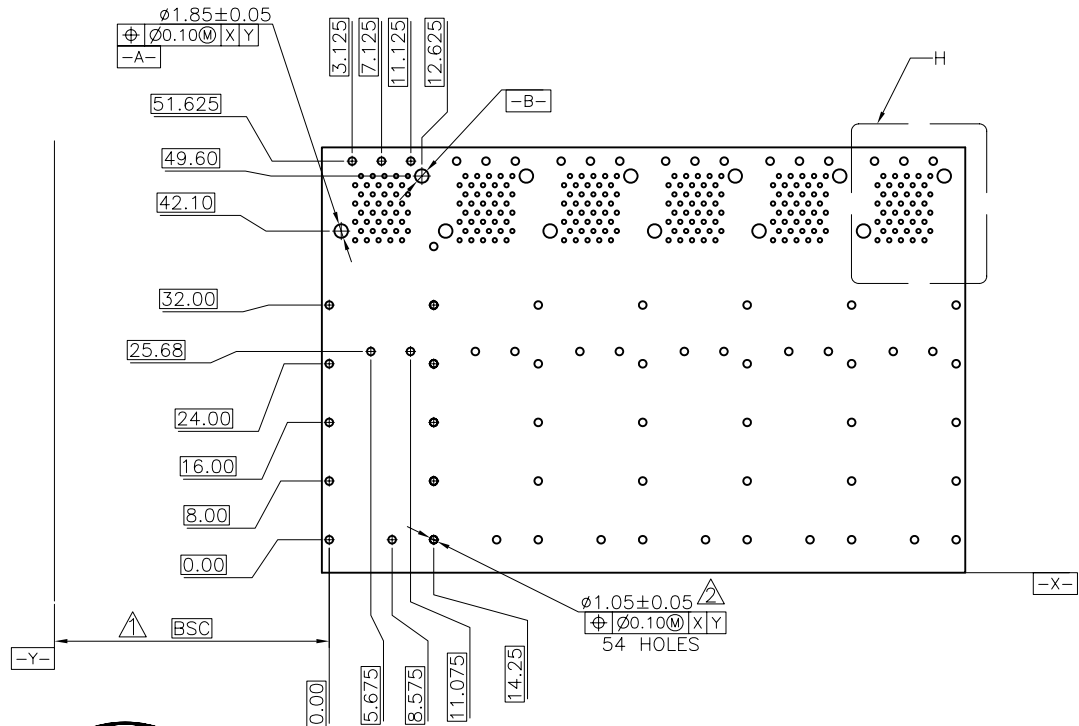 ø1.85±0.05
⌖ Ø0.10Ⓜ X Y
-A-
3.125
7.125
11.125
12.625
H
-B-
51.625
49.60
42.10
32.00
25.68
24.00
16.00
8.00
0.00
-X-
ø1.05±0.05 2
⌖ Ø0.10Ⓜ X Y
54 HOLES
1 BSC
-Y-
0.00
5.675
8.575
11.075
14.25